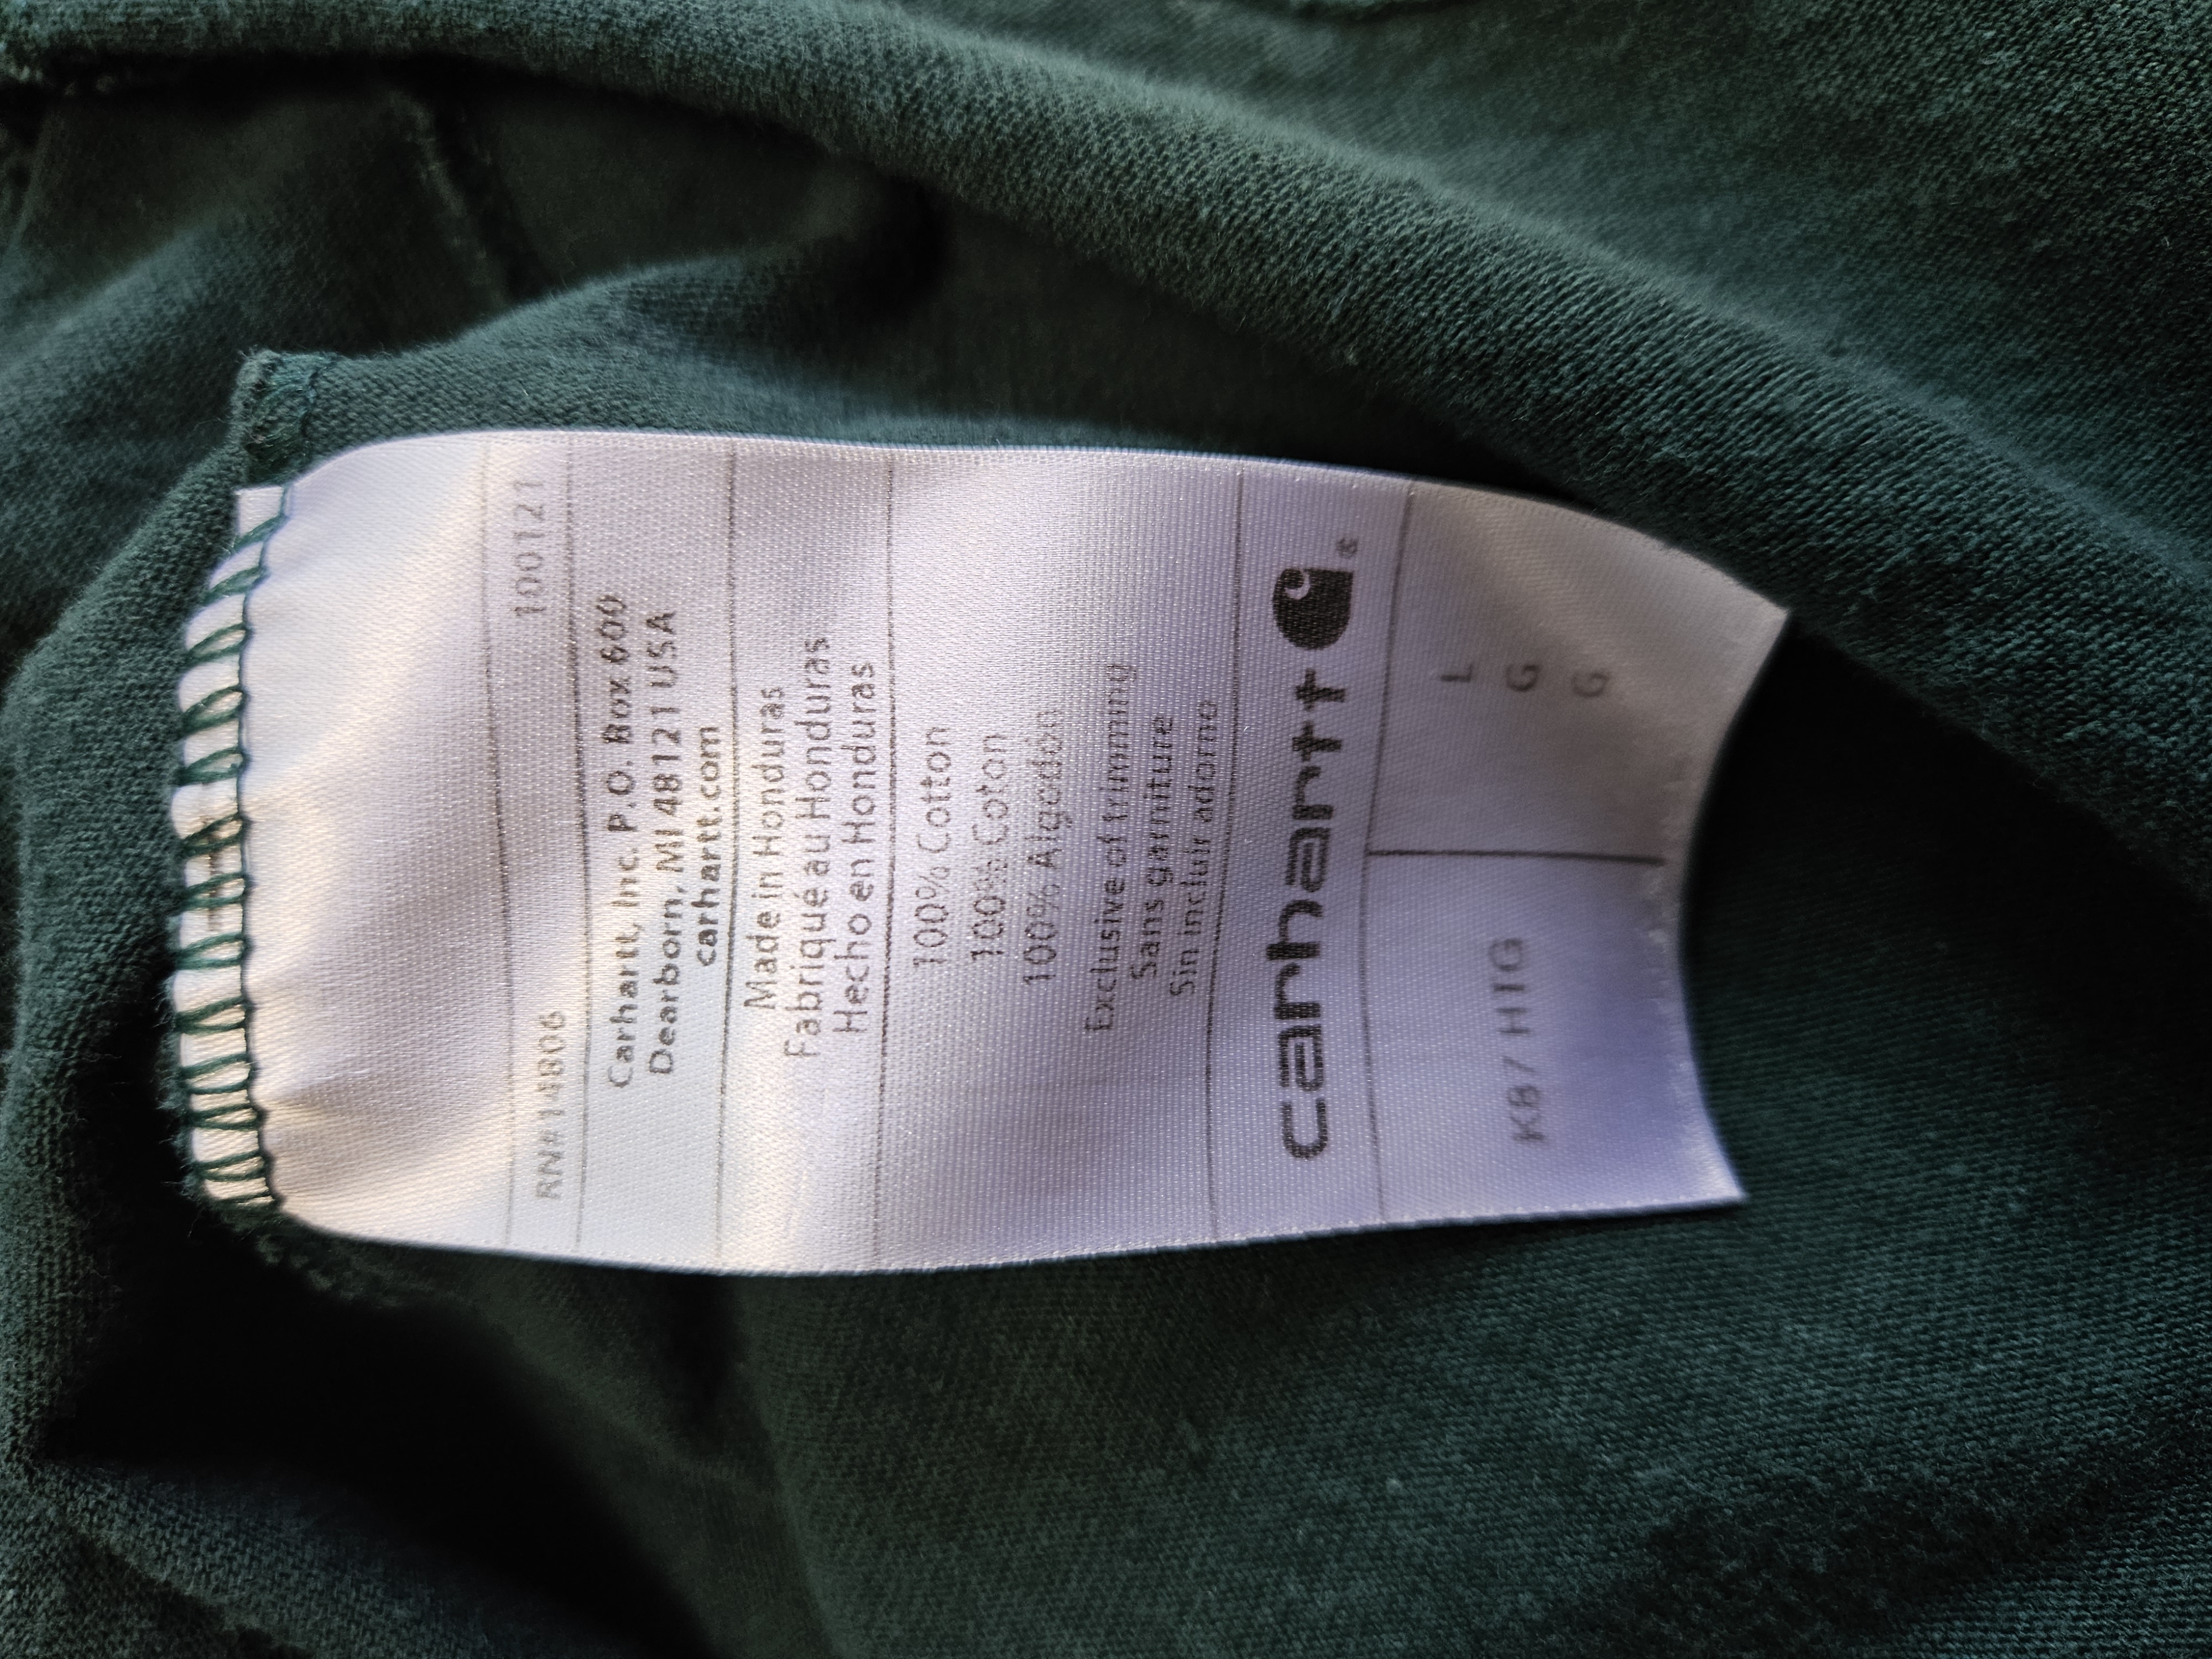 K87 HTG
L
G
G
carhartt
Exclusive of trimming
Sans garniture
Sin incluir adorno
100% Cotton
100% Coton
100% Algodón
Made in Honduras
Fabriqué au Honduras
Hecho en Honduras
Carhartt, Inc. P.O. Box 600
Dearborn, MI 48121 USA
carhartt.com
RN#14806 100121